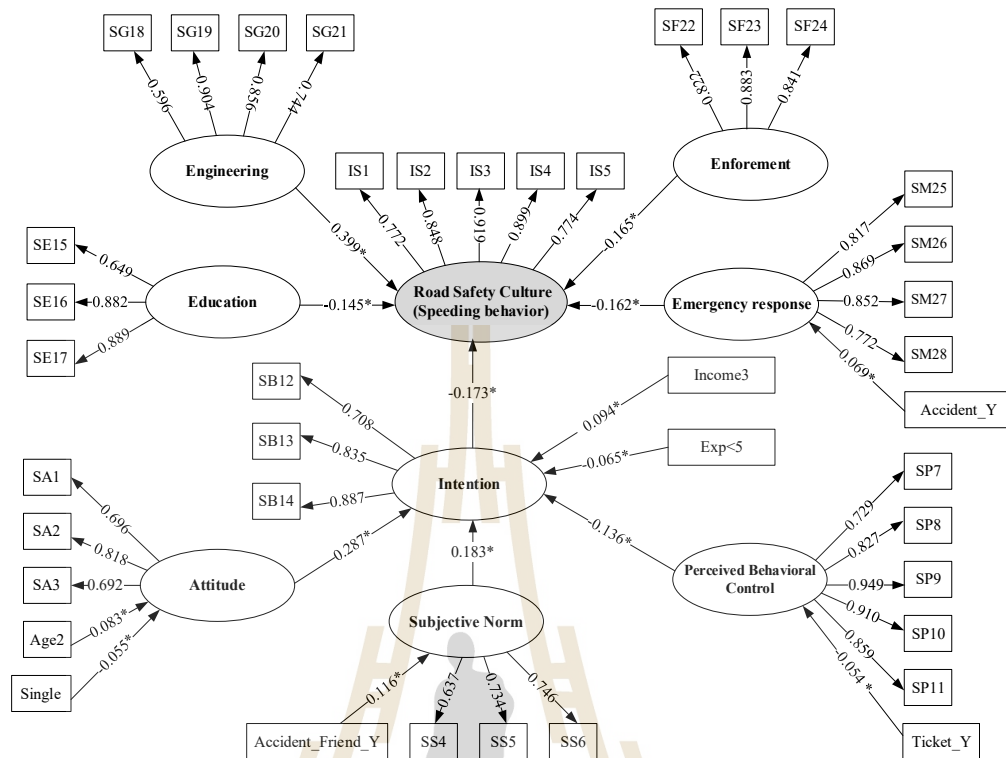 SG18 SG19 SG20 SG21
SF22 SF23 SF24
0.596 0.904 0.856 0.744
0.822 0.883 0.841
Engineering
Enforement
IS1 IS2 IS3 IS4 IS5
0.772 0.848 0.919 0.899 0.774
0.399*
-0.165*
SE15
SE16
SE17
0.649
0.882
0.889
Education
-0.145*
Road Safety Culture
(Speeding behavior)
-0.162*
Emergency response
SM25
SM26
SM27
SM28
0.817
0.869
0.852
0.772
0.069*
Accident_Y
-0.173*
SB12
SB13
SB14
0.708
0.835
0.887
Intention
Income3
0.094*
Exp<5
-0.065*
SA1
SA2
SA3
Age2
Single
0.696
0.818
0.692
0.083*
-0.055*
Attitude
0.287*
0.183*
-0.136*
Subjective Norm
0.116*
0.637
0.734
0.746
Accident_Friend_Y
SS4 SS5 SS6
Perceived Behavioral
Control
SP7
SP8
SP9
SP10
SP11
0.729
0.827
0.949
0.910
0.859
-0.054 *
Ticket_Y